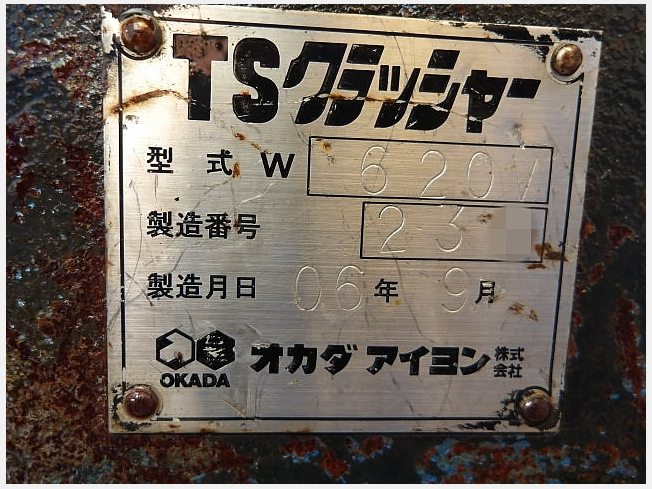 TSクラッシャー
型式 W 620V
製造番号 23
製造月日 06年 9月
OKADA オカダ アイヨン株式会社